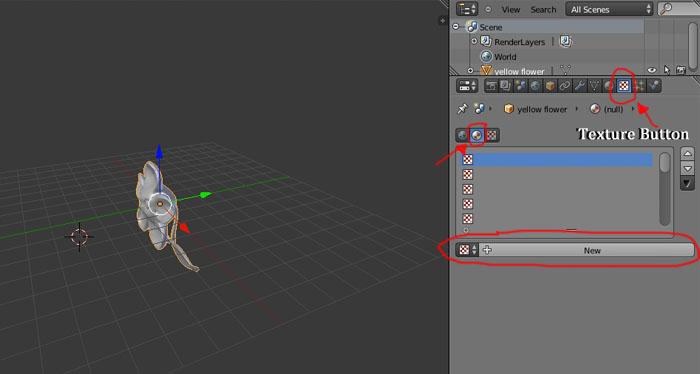 View Search All Scenes
Scene
RenderLayers
World
yellow flower
yellow flower (null)
Texture Button
New